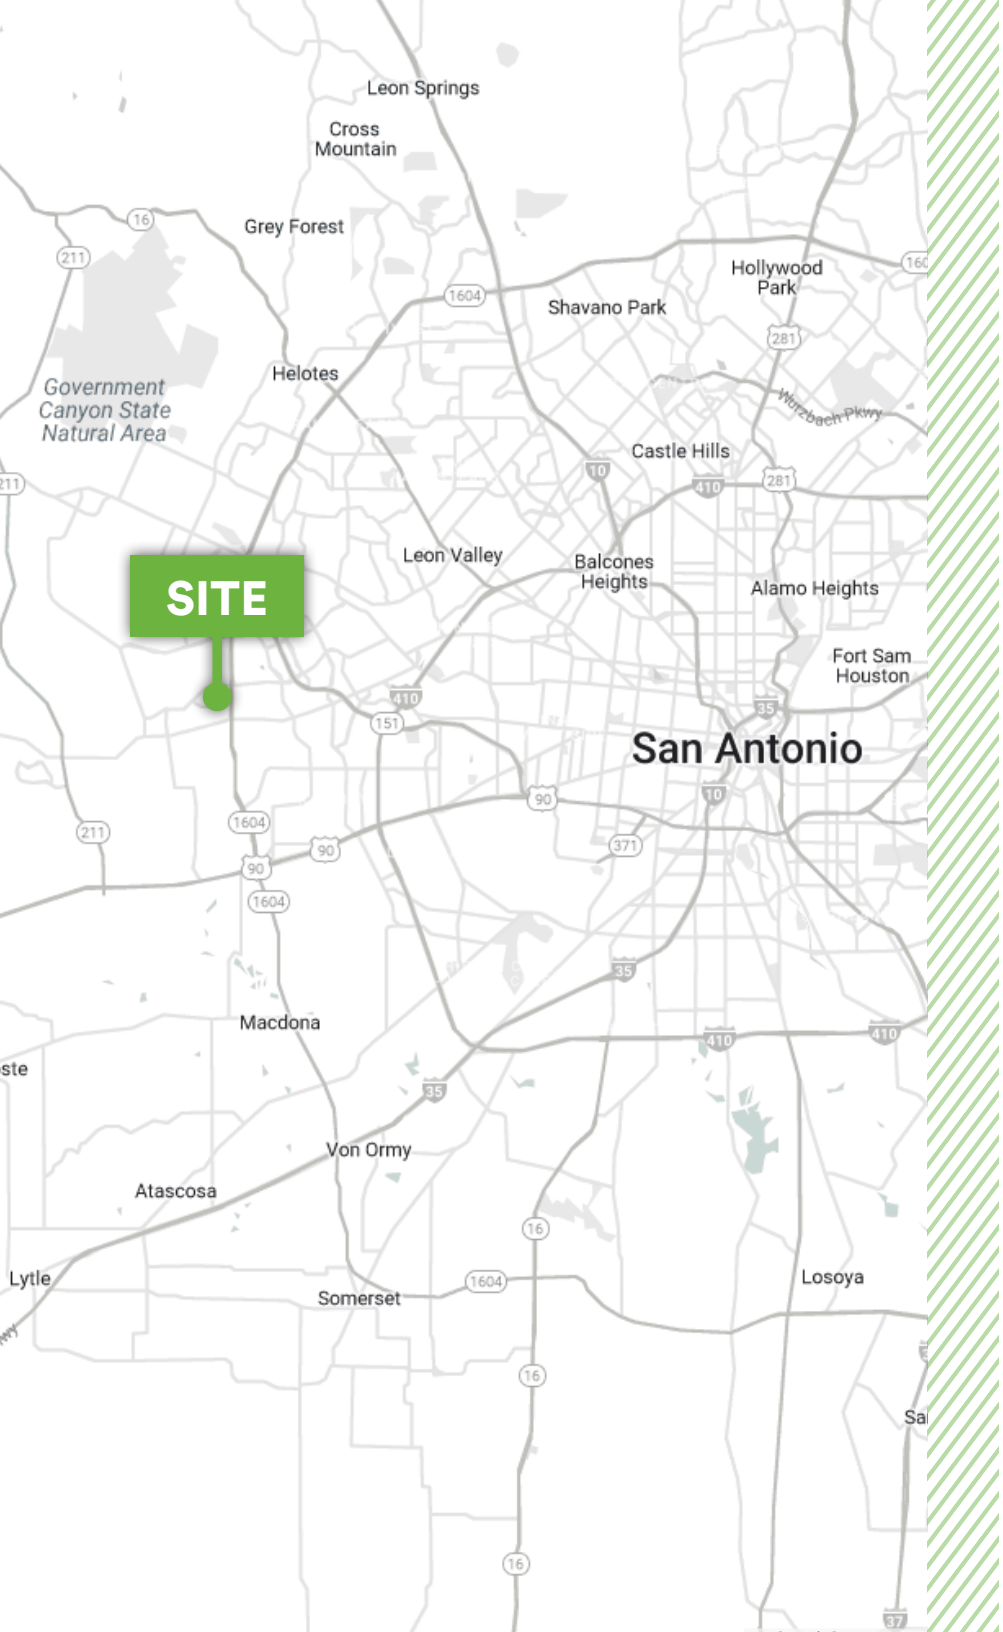 Leon Springs
Cross
Mountain
16
Grey Forest
211
160
Hollywood
Park
1604
Shavano Park
281
Helotes
Government
Canyon State
Natural Area
Wurzbach Pkwy
Castle Hills
10
410
281
211
Leon Valley
Balcones
Heights
SITE
Alamo Heights
Fort Sam
Houston
410
35
151
San Antonio
10
90
1604
211
90
371
90
1604
35
Macdona
410
410
ste
35
Von Ormy
Atascosa
16
Lytle
1604
Losoya
Somerset
wy
16
Sa
16
37